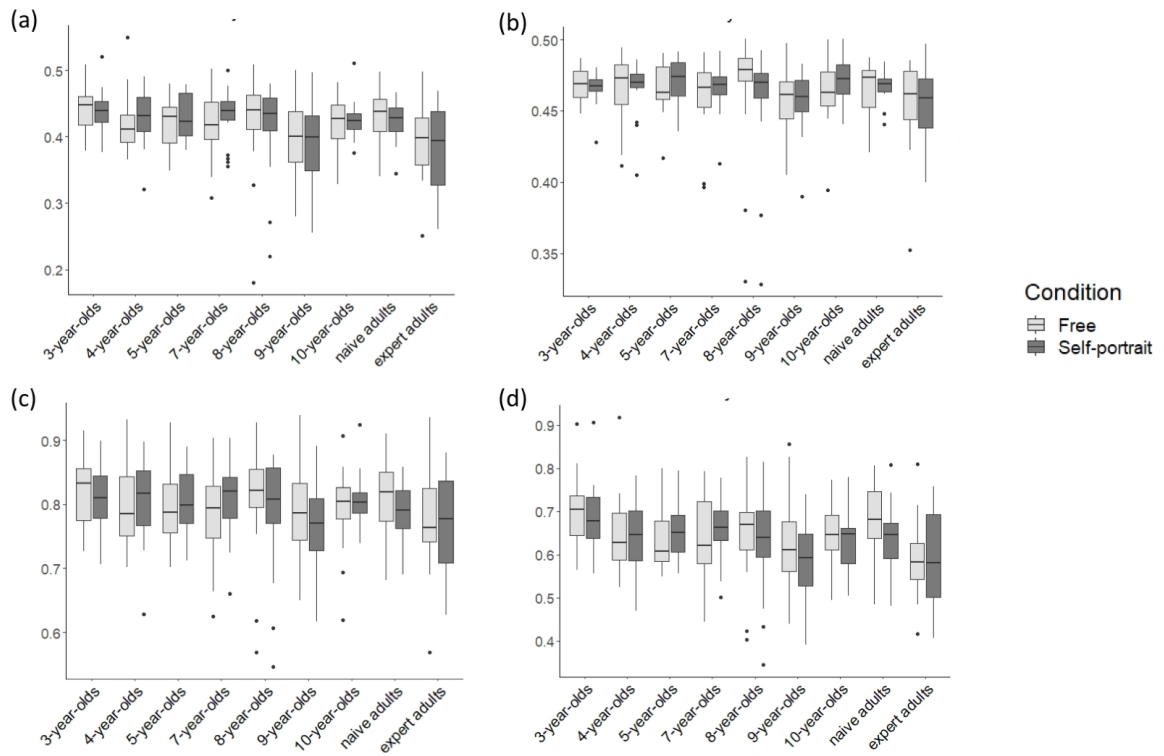 (a)
0.5
0.4
0.3
0.2
3-year-olds
4-year-olds
5-year-olds
7-year-olds
8-year-olds
9-year-olds
10-year-olds
naive adults
expert adults
(b)
0.50
0.45
0.40
0.35
3-year-olds
4-year-olds
5-year-olds
7-year-olds
8-year-olds
9-year-olds
10-year-olds
naive adults
expert adults
Condition
Free
Self-portrait
(c)
0.9
0.8
0.7
0.6
3-year-olds
4-year-olds
5-year-olds
7-year-olds
8-year-olds
9-year-olds
10-year-olds
naive adults
expert adults
(d)
0.9
0.8
0.7
0.6
0.5
0.4
3-year-olds
4-year-olds
5-year-olds
7-year-olds
8-year-olds
9-year-olds
10-year-olds
naive adults
expert adults